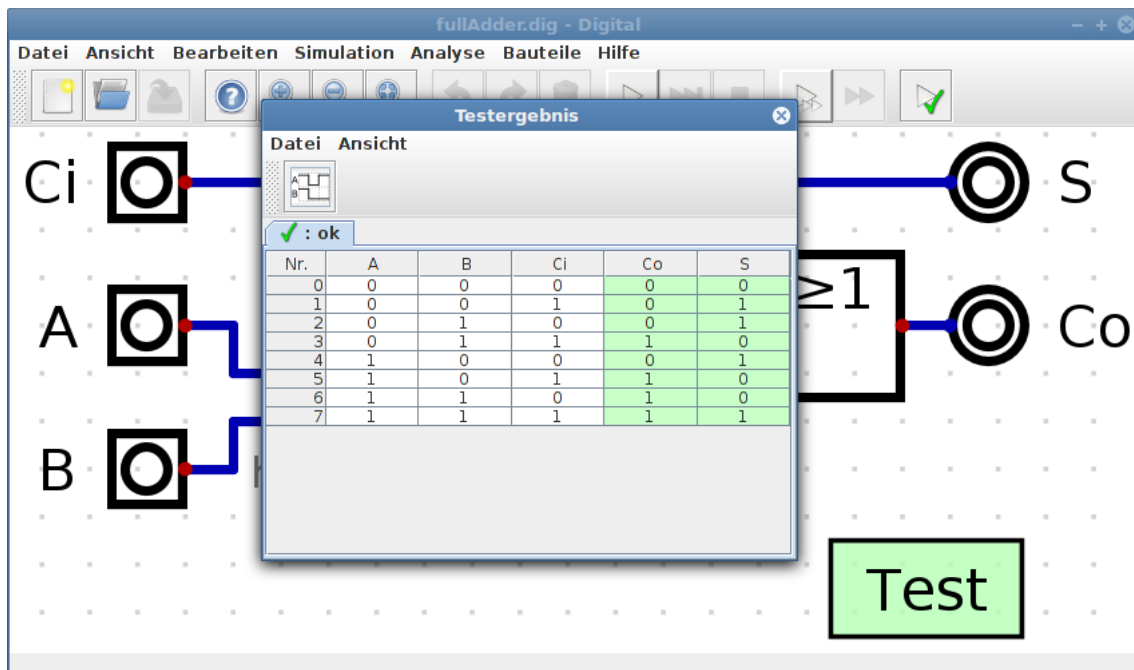 fullAdder.dig - Digital
Datei Ansicht Bearbeiten Simulation Analyse Bauteile Hilfe
Testergebnis
Datei Ansicht
A
B
: ok
Nr. A B Ci Co S
0 0 0 0 0 0
1 0 0 1 0 1
2 0 1 0 0 1
3 0 1 1 1 0
4 1 0 0 0 1
5 1 0 1 1 0
6 1 1 0 1 0
7 1 1 1 1 1
Ci
S
≥1
A
Co
B
Test